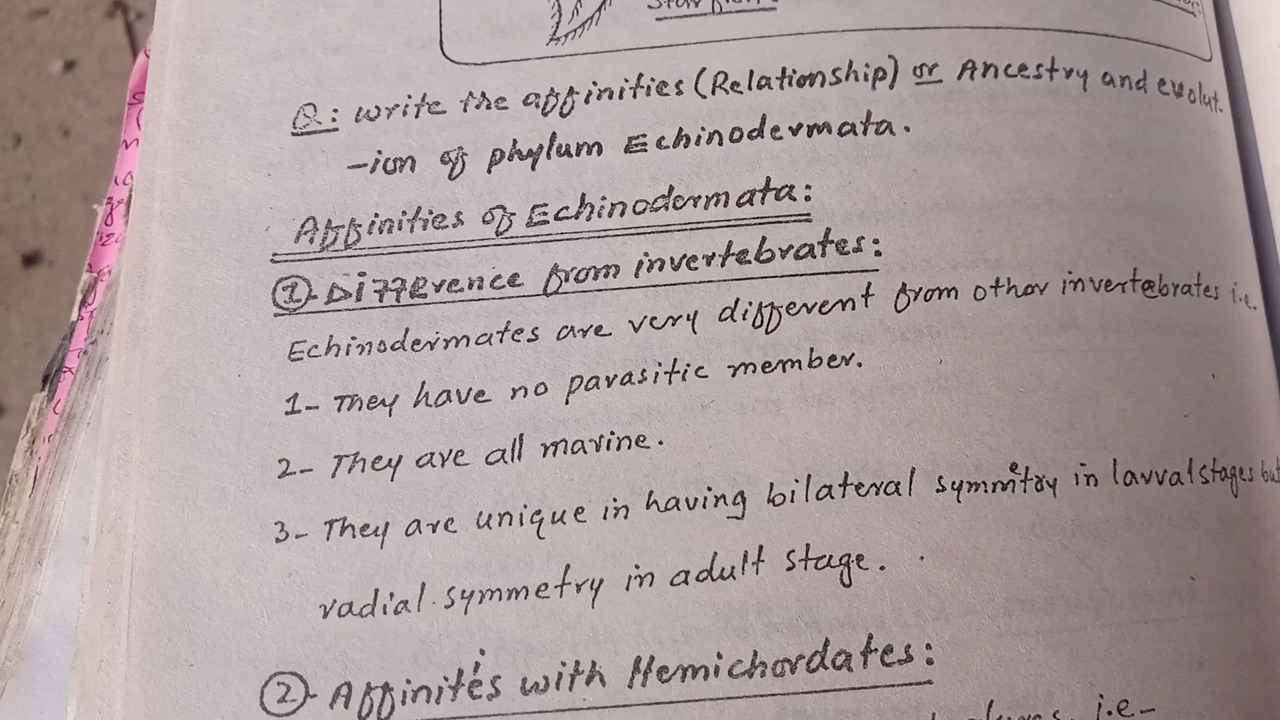 Q: write the affinities (Relationship) or Ancestry and evolut.
-ion of phylum Echinodermata.
Affinities of Echinodermata:
① Difference from invertebrates:
Echinodermates are very different from other invertebrates i.e.
1- They have no parasitic member.
2- They are all marine.
3- They are unique in having bilateral symmetry in larval stages but
radial symmetry in adult stage.
② Affinities with Hemichordates:
i.e-